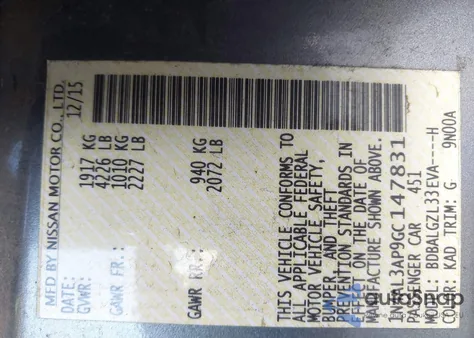 MFD BY NISSAN MOTOR CO., LTD.
DATE: 12/15
GVWR: 1917 KG
4226 LB
GAWR FR.: 1010 KG
2227 LB
GAWR RR.: 940 KG
2072 LB
THIS VEHICLE CONFORMS TO
ALL APPLICABLE FEDERAL
MOTOR VEHICLE SAFETY,
BUMPER, AND THEFT
PREVENTION STANDARDS IN
EFFECT ON THE DATE OF
MANUFACTURE SHOWN ABOVE.
1N4AL3AP9GC147831
PASSENGER CAR 451
MODEL: BDBALGZL33EVA----H
COLOR: KAD TRIM: G 9N00A
autoSnap